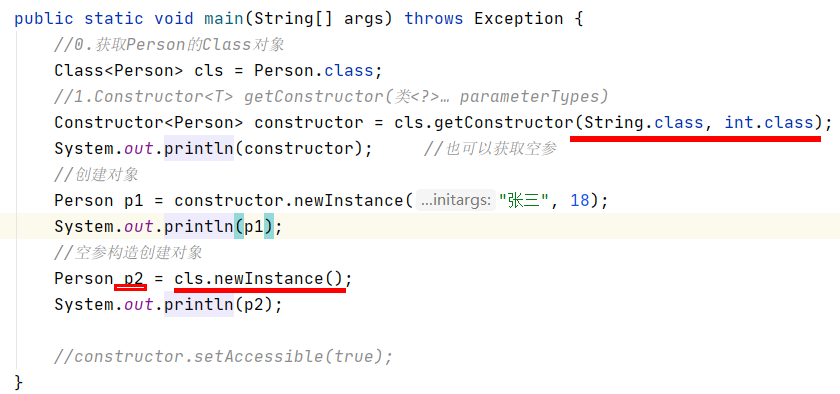 public static void main(String[] args) throws Exception {
//0.获取Person的Class对象
Class<Person> cls = Person.class;
//1.Constructor<T> getConstructor(类<?>… parameterTypes)
Constructor<Person> constructor = cls.getConstructor(String.class, int.class);
System.out.println(constructor); //也可以获取空参
//创建对象
Person p1 = constructor.newInstance( ...initargs: "张三", 18);
System.out.println(p1);
//空参构造创建对象
Person p2 = cls.newInstance();
System.out.println(p2);
//constructor.setAccessible(true);
}